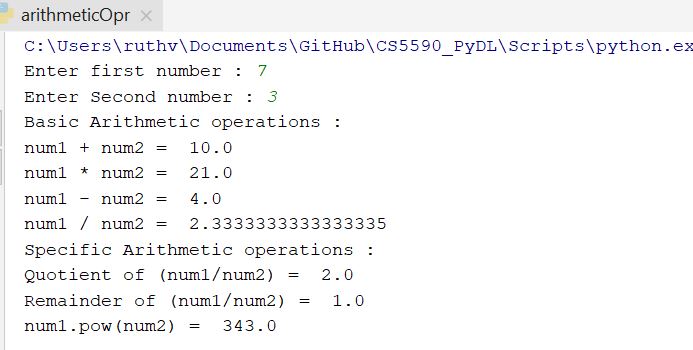 arithmeticOpr ×
C:\Users\ruthv\Documents\GitHub\CS5590_PyDL\Scripts\python.ex
Enter first number : 7
Enter Second number : 3
Basic Arithmetic operations :
num1 + num2 =  10.0
num1 * num2 =  21.0
num1 - num2 =  4.0
num1 / num2 =  2.3333333333333335
Specific Arithmetic operations :
Quotient of (num1/num2) =  2.0
Remainder of (num1/num2) =  1.0
num1.pow(num2) =  343.0